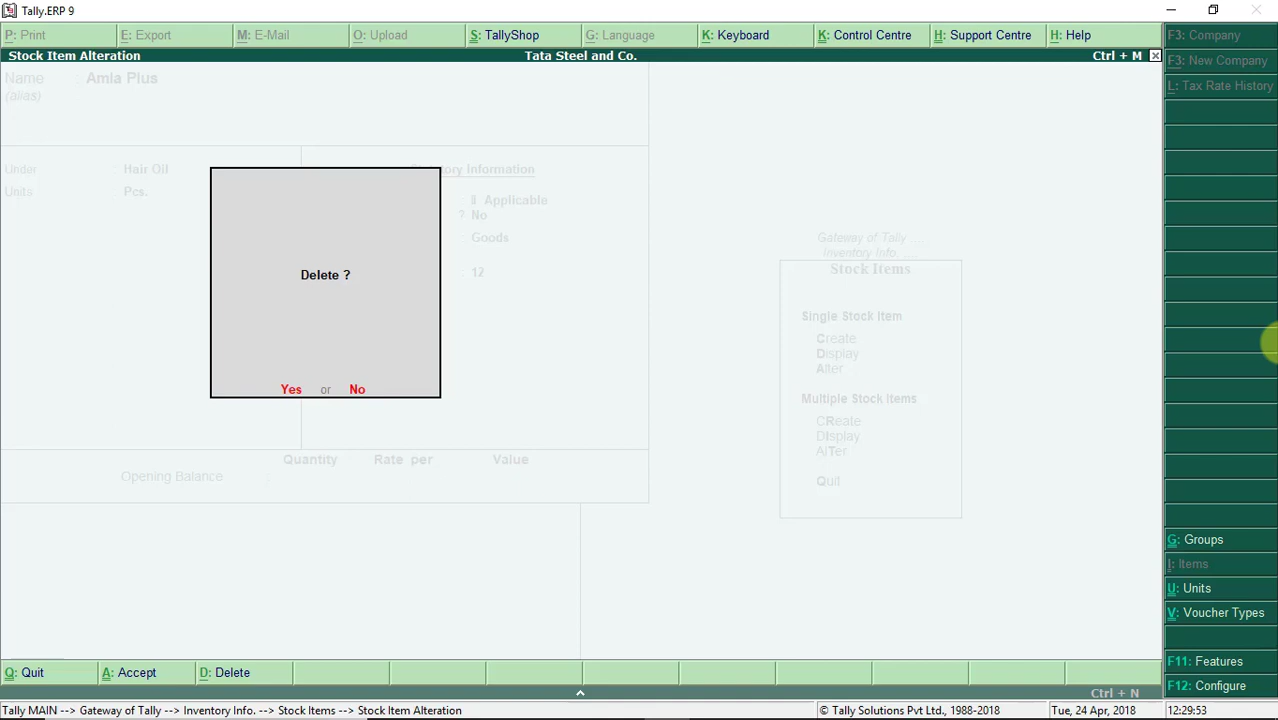 Tally.ERP 9
P: Print
E: Export
M: E-Mail
O: Upload
S: TallyShop
G: Language
K: Keyboard
K: Control Centre
H: Support Centre
H: Help
F3: Company
F3: New Company
L: Tax Rate History
Stock Item Alteration
Tata Steel and Co.
Ctrl + M
Name : Amla Plus
(alias)
Under : Hair Oil
Units : Pcs.
Statutory Information
Applicable
? No
Goods
: 12
Delete ?
Yes or No
Quantity Rate per Value
Opening Balance
Gateway of Tally ....
Inventory Info. ....
Stock Items
Single Stock Item
Create
Display
Alter
Multiple Stock Items
CReate
DIsplay
AlTer
Quit
G: Groups
I: Items
U: Units
V: Voucher Types
F11: Features
F12: Configure
Q: Quit
A: Accept
D: Delete
Ctrl + N
Tally MAIN --> Gateway of Tally --> Inventory Info. --> Stock Items --> Stock Item Alteration
© Tally Solutions Pvt Ltd., 1988-2018
Tue, 24 Apr, 2018
12:29:53